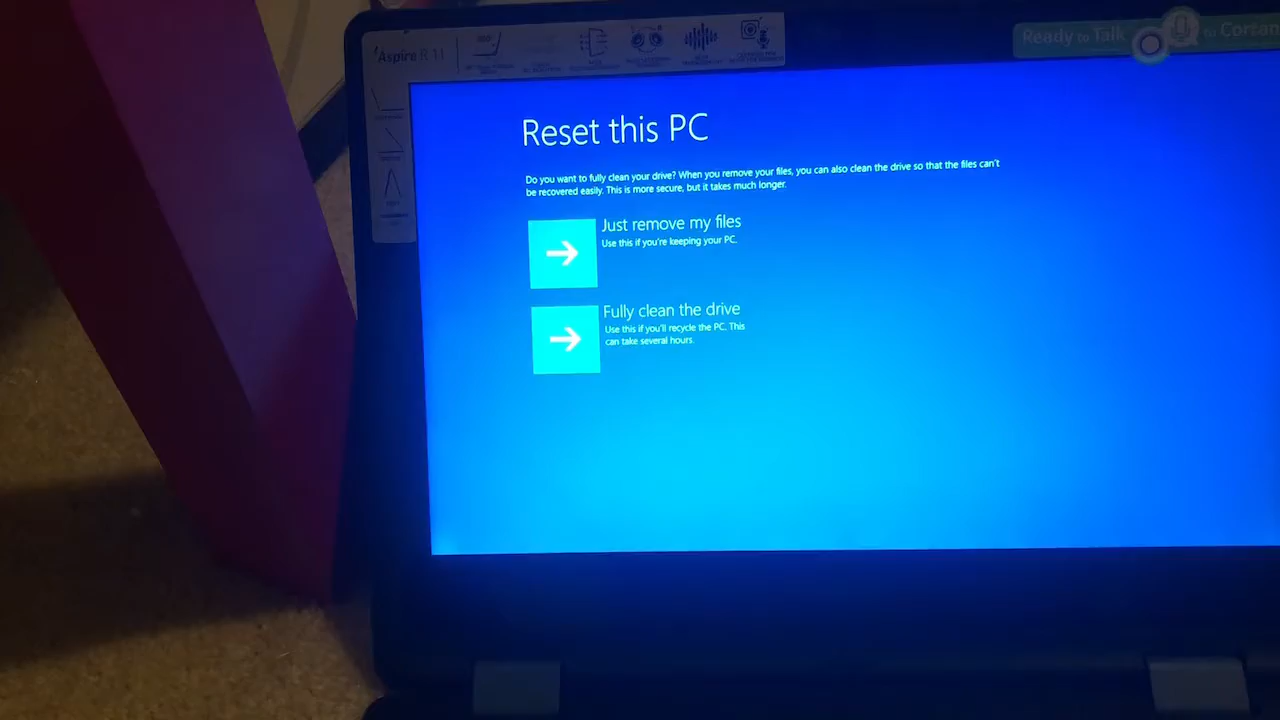 Aspire R 11
Ready to Talk
to Cortana
Reset this PC
Do you want to fully clean your drive? When you remove your files, you can also clean the drive so that the files can't
be recovered easily. This is more secure, but it takes much longer.
Just remove my files
Use this if you're keeping your PC.
Fully clean the drive
Use this if you'll recycle the PC. This
can take several hours.